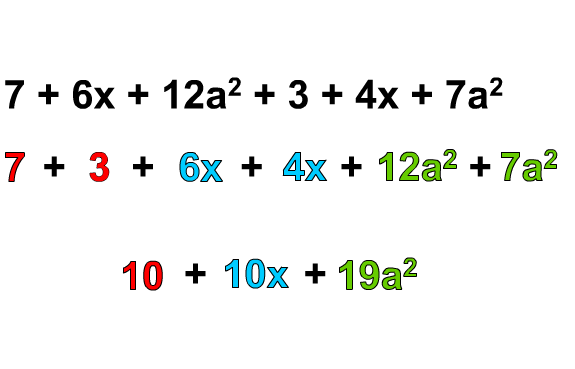 7 + 6x + 12a² + 3 + 4x + 7a²
7 + 3 + 6x + 4x + 12a² + 7a²
10 + 10x + 19a²